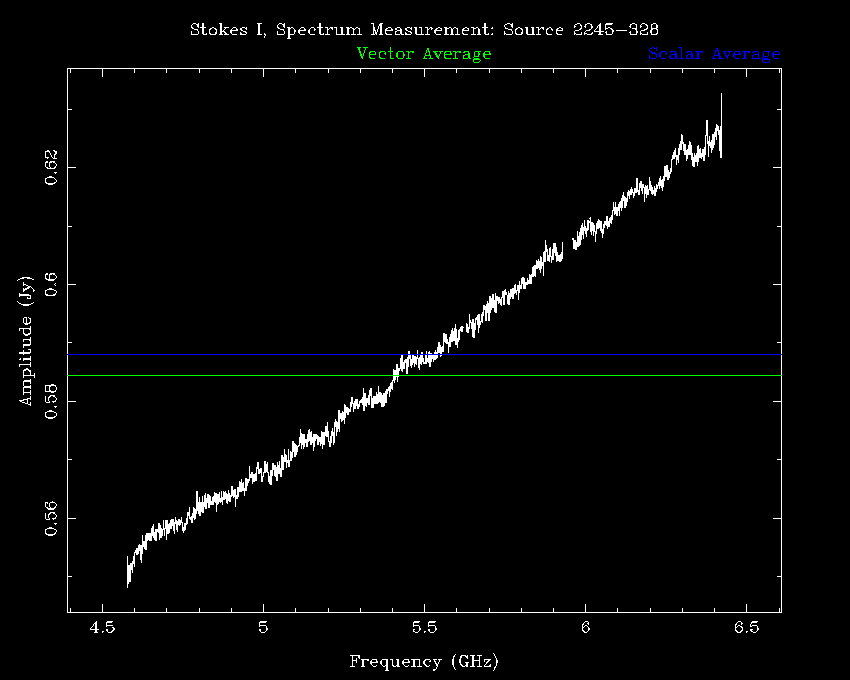 Stokes I, Spectrum Measurement: Source 2245−328
Vector Average Scalar Average
Amplitude (Jy)
0.62
0.6
0.58
0.56
4.5 5 5.5 6 6.5
Frequency (GHz)